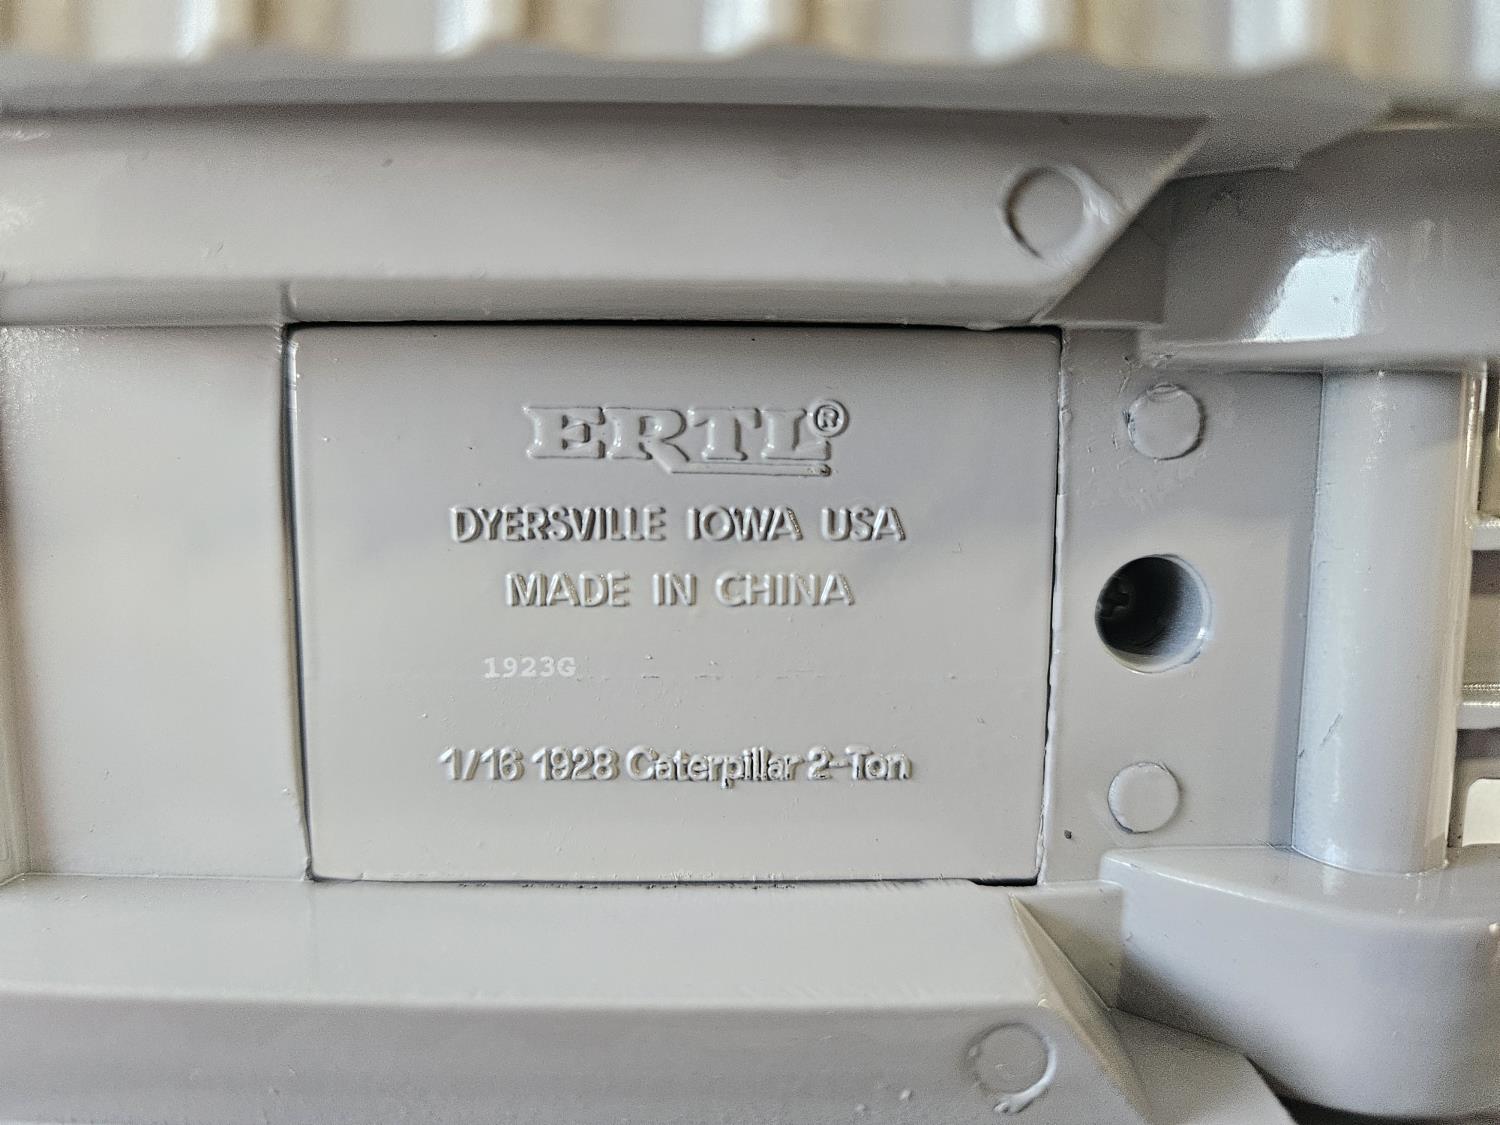 ERTL®
DYERSVILLE IOWA USA
MADE IN CHINA
1923G
1/16 1928 Caterpillar 2-Ton